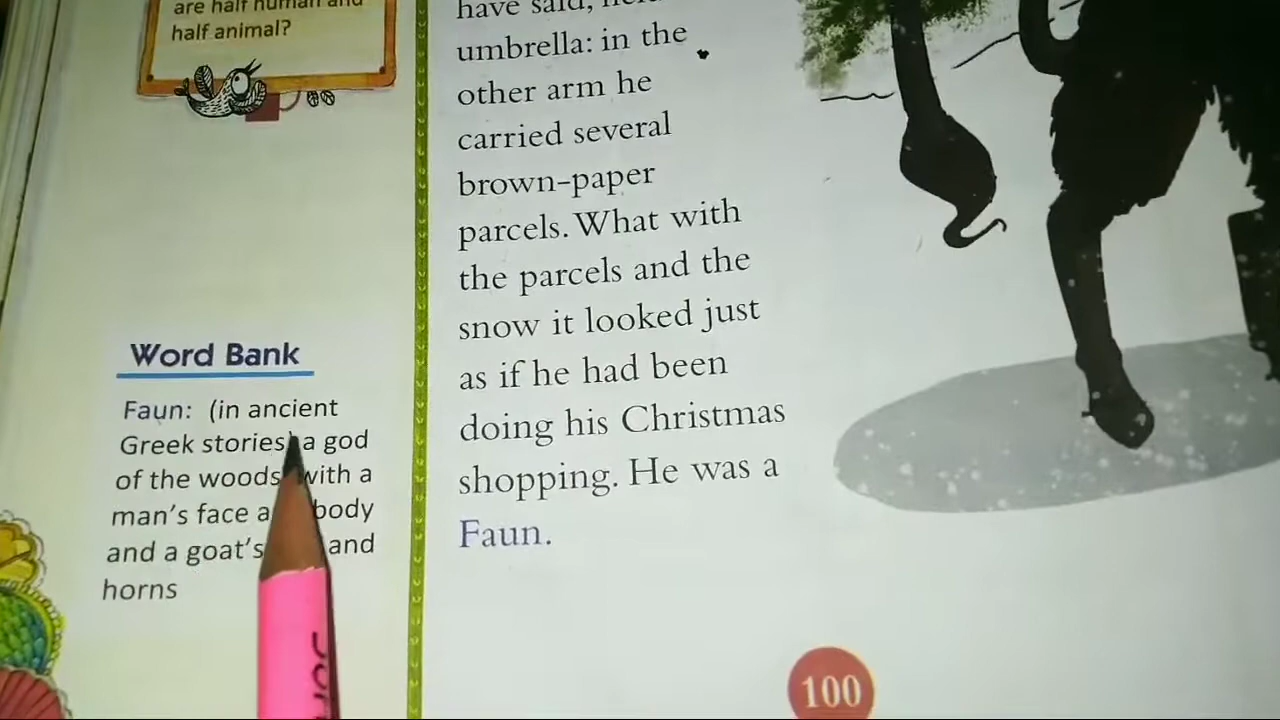 are half human and
half animal?
Word Bank
Faun: (in ancient
Greek stories) a god
of the woods with a
man's face a body
and a goat's and
horns
have said,
umbrella: in the
other arm he
carried several
brown-paper
parcels. What with
the parcels and the
snow it looked just
as if he had been
doing his Christmas
shopping. He was a
Faun.
100